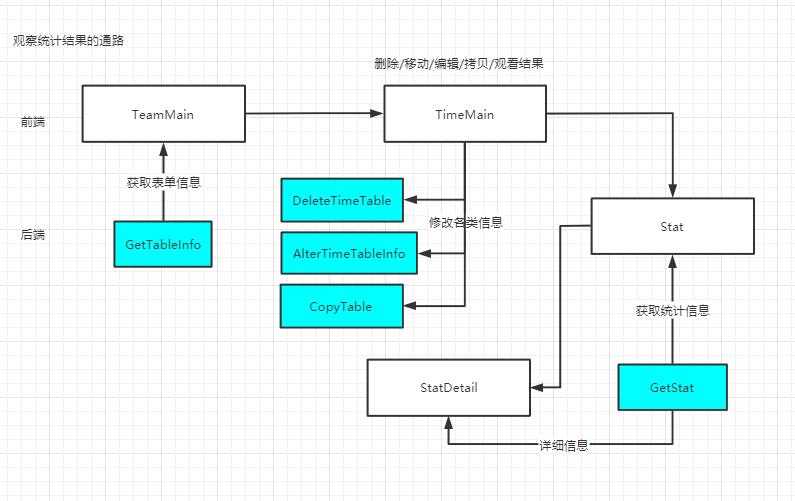 观察统计结果的通路
删除/移动/编辑/拷贝/观看结果
前端
TeamMain
TimeMain
获取表单信息
DeleteTimeTable
修改各类信息
Stat
后端
GetTableInfo
AlterTimeTableInfo
CopyTable
获取统计信息
StatDetail
GetStat
详细信息